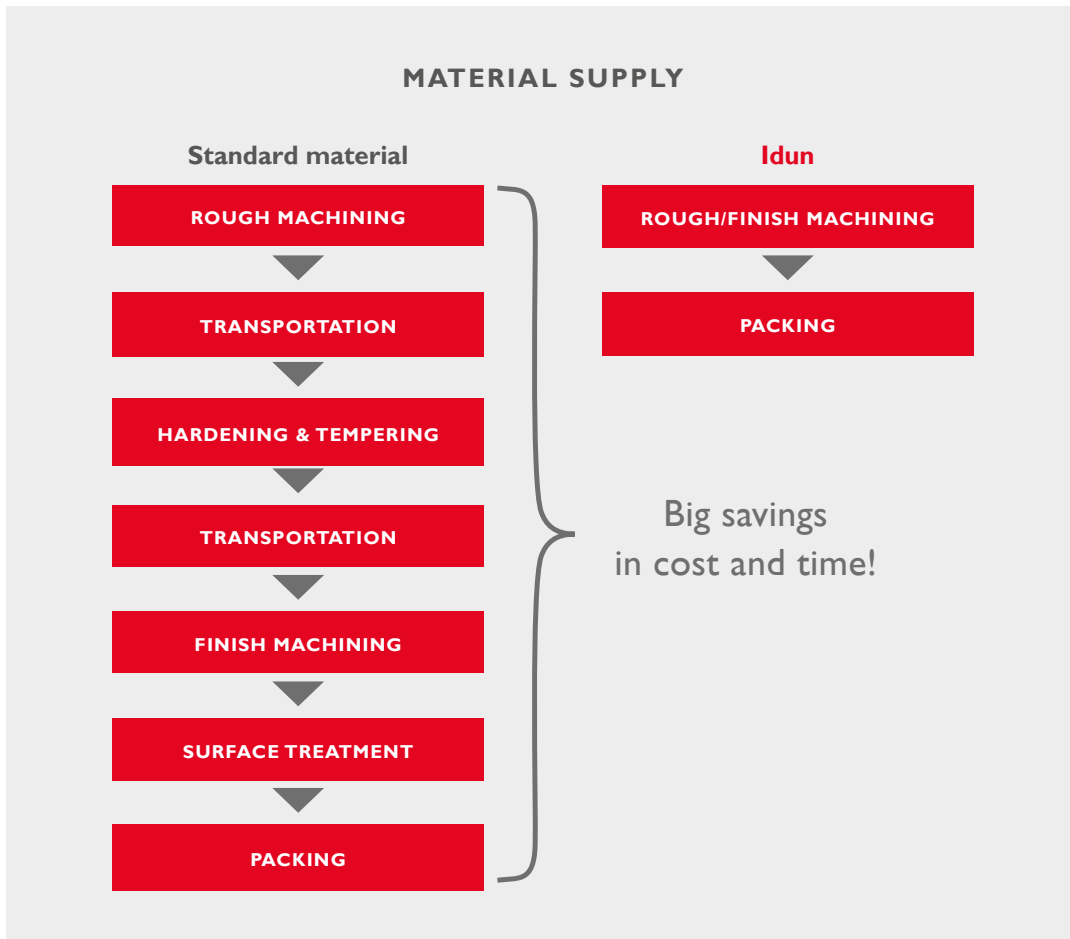 MATERIAL SUPPLY
Standard material
ROUGH MACHINING
TRANSPORTATION
HARDENING & TEMPERING
TRANSPORTATION
FINISH MACHINING
SURFACE TREATMENT
PACKING
Idun
ROUGH/FINISH MACHINING
PACKING
Big savings
in cost and time!